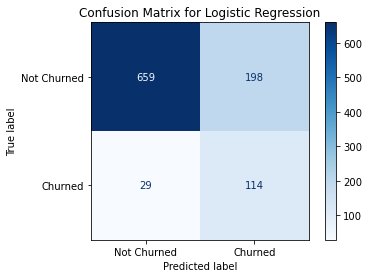 Confusion Matrix for Logistic Regression
True label
Not Churned
659
198
Churned
29
114
Not Churned
Churned
Predicted label
600
500
400
300
200
100